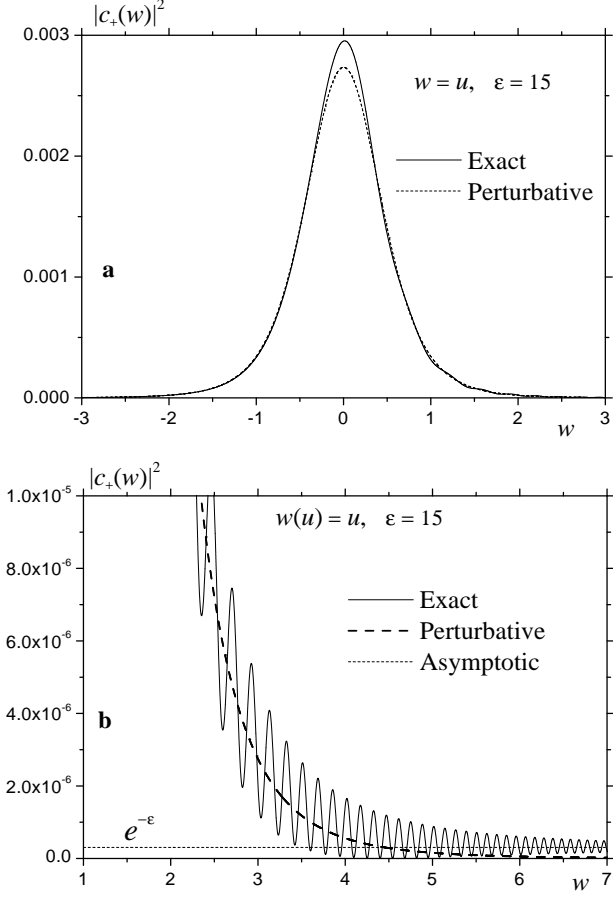 |c₊(w)|²
0.003
w = u, ε = 15
Exact
0.002
Perturbative
a
0.001
0.000
-3 -2 -1 0 1 2 3
w
|c₊(w)|²
1.0x10⁻⁵
w(u) = u, ε = 15
8.0x10⁻⁶
Exact
6.0x10⁻⁶
Perturbative
Asymptotic
4.0x10⁻⁶
b
2.0x10⁻⁶
e⁻ᵋ
0.0
1 2 3 4 5 6 7
w